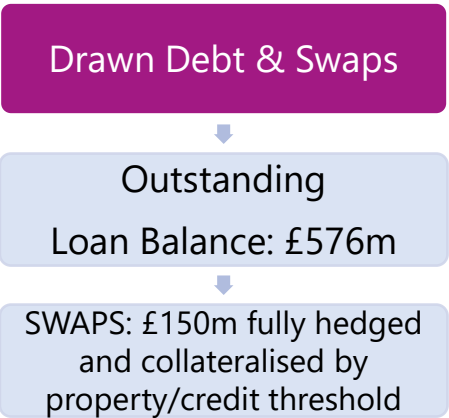 Drawn Debt & Swaps
Outstanding
Loan Balance: £576m
SWAPS: £150m fully hedged
and collateralised by
property/credit threshold